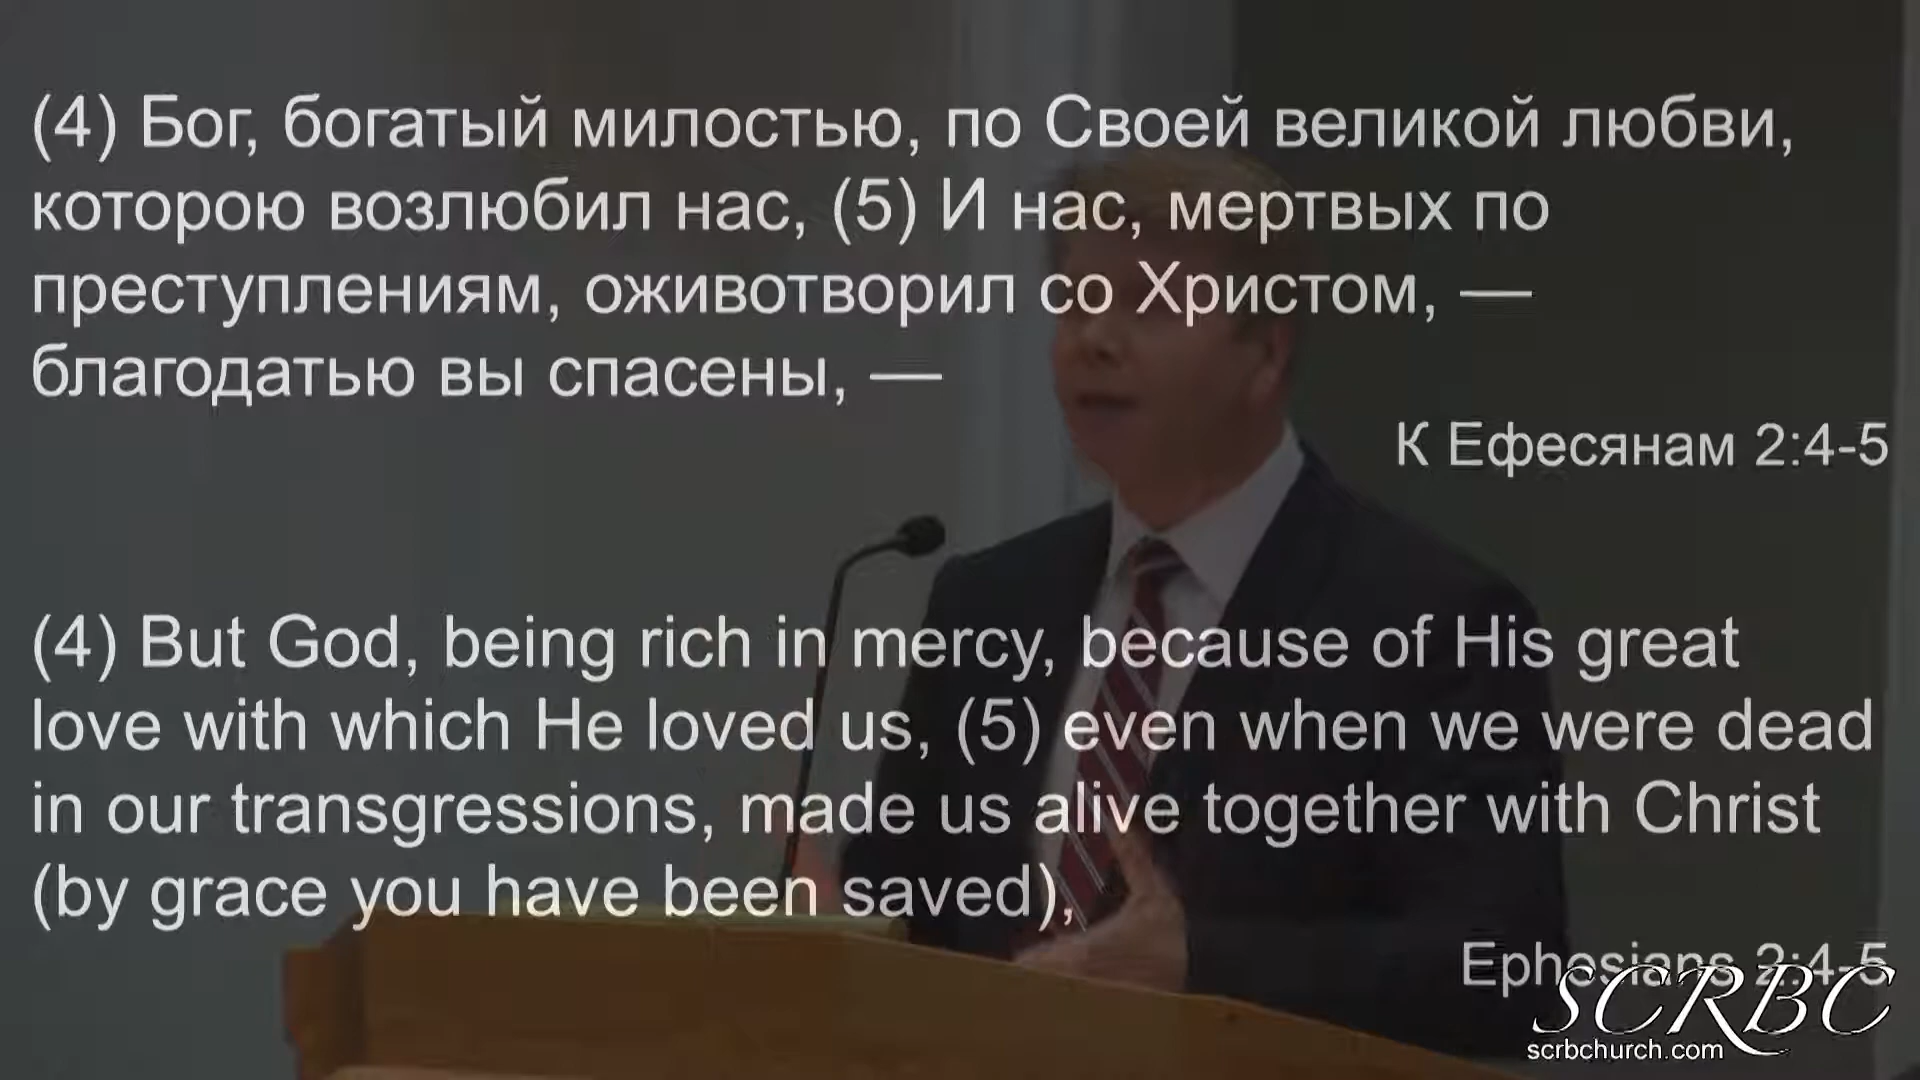 (4) Бог, богатый милостью, по Своей великой любви,
которою возлюбил нас, (5) И нас, мертвых по
преступлениям, оживотворил со Христом, —
благодатью вы спасены, —
К Ефесянам 2:4-5
(4) But God, being rich in mercy, because of His great
love with which He loved us, (5) even when we were dead
in our transgressions, made us alive together with Christ
(by grace you have been saved),
Ephesians 2:4-5
SCRBC
scrbchurch.com